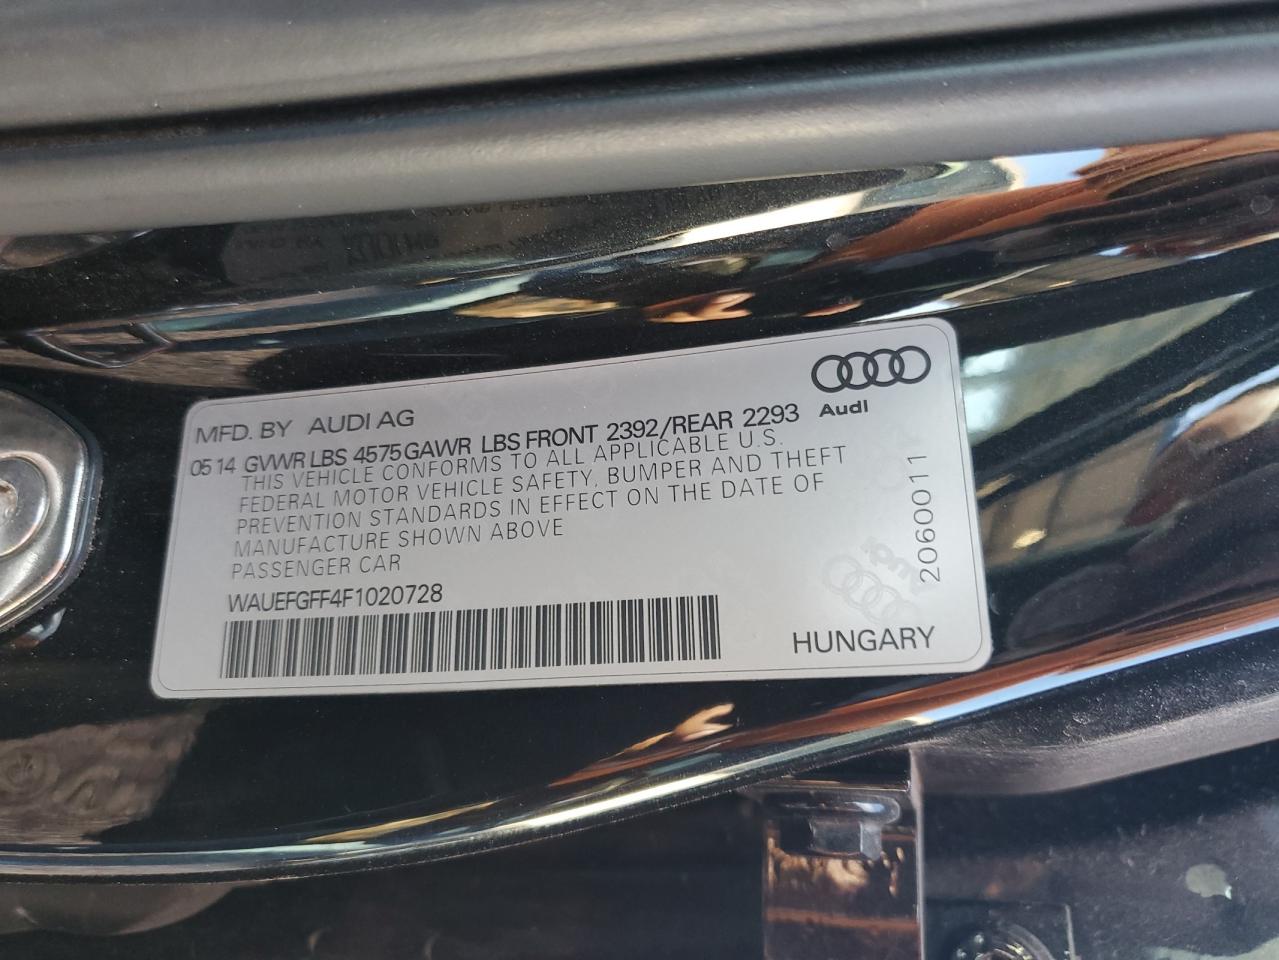 Audi
MFD. BY AUDI AG
05 14 GVWR LBS 4575 GAWR LBS FRONT 2392/REAR 2293
THIS VEHICLE CONFORMS TO ALL APPLICABLE U.S.
FEDERAL MOTOR VEHICLE SAFETY, BUMPER AND THEFT
PREVENTION STANDARDS IN EFFECT ON THE DATE OF
MANUFACTURE SHOWN ABOVE
PASSENGER CAR
WAUEFGFF4F1020728
HUNGARY
2060011